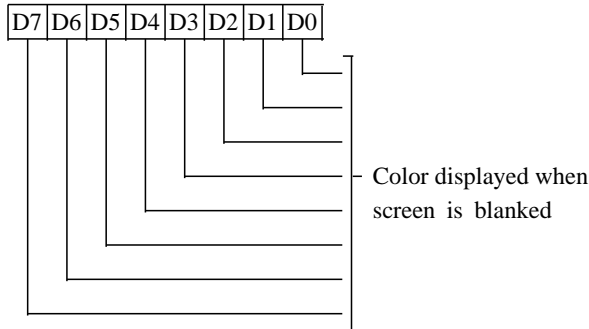 D7 D6 D5 D4 D3 D2 D1 D0
Color displayed when
screen is blanked